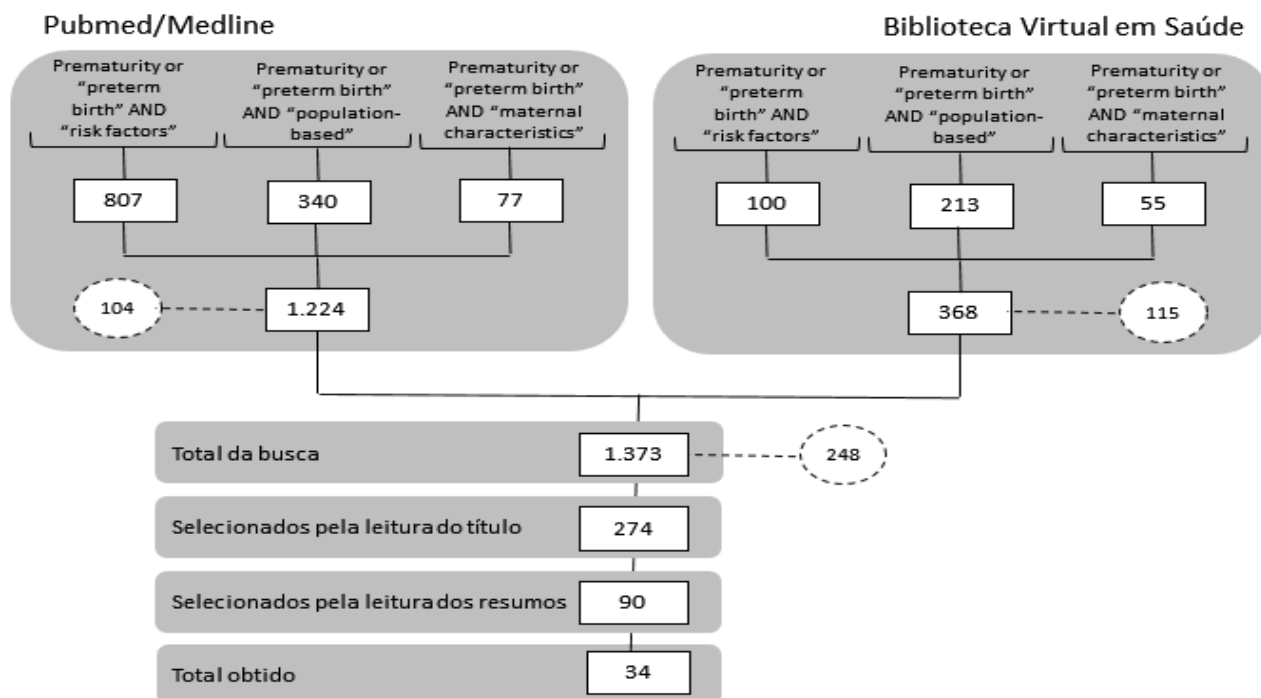 Pubmed/Medline
Prematurity or
“preterm
birth” AND
“risk factors”
Prematurity or
“preterm birth”
AND “population-
based”
Prematurity or
“preterm birth”
AND “maternal
characteristics”
807
340
77
104
1.224
Biblioteca Virtual em Saúde
Prematurity or
“preterm
birth” AND
“risk factors”
Prematurity or
“preterm birth”
AND “population-
based”
Prematurity or
“preterm birth”
AND “maternal
characteristics”
100
213
55
368
115
Total da busca
1.373
248
Selecionados pela leitura do título
274
Selecionados pela leitura dos resumos
90
Total obtido
34